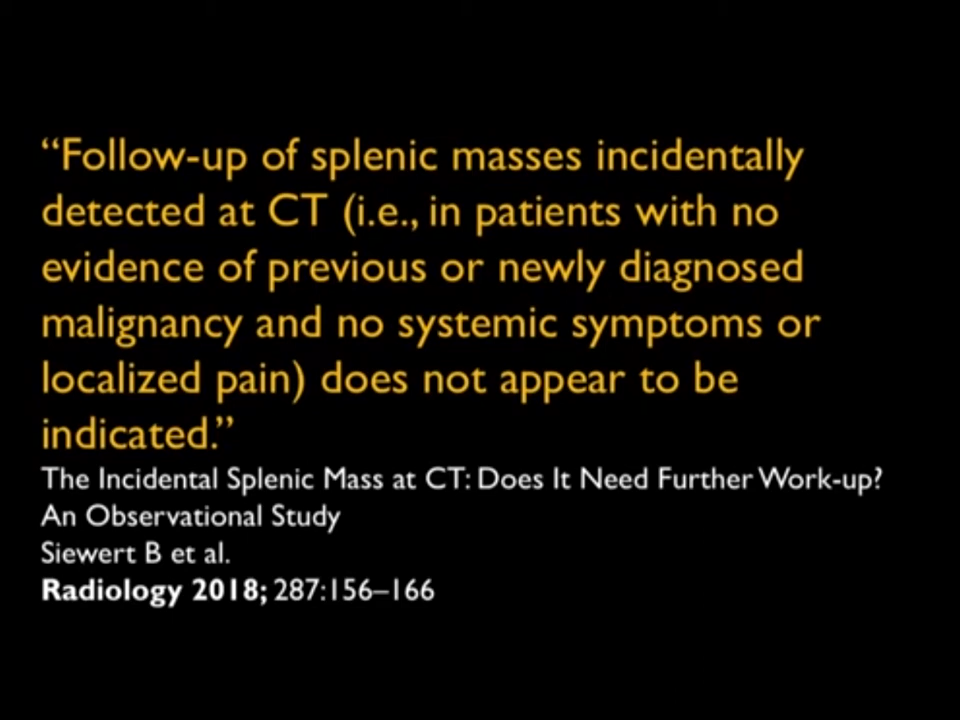 “Follow-up of splenic masses incidentally
detected at CT (i.e., in patients with no
evidence of previous or newly diagnosed
malignancy and no systemic symptoms or
localized pain) does not appear to be
indicated.”
The Incidental Splenic Mass at CT: Does It Need Further Work-up?
An Observational Study
Siewert B et al.
Radiology 2018; 287:156–166